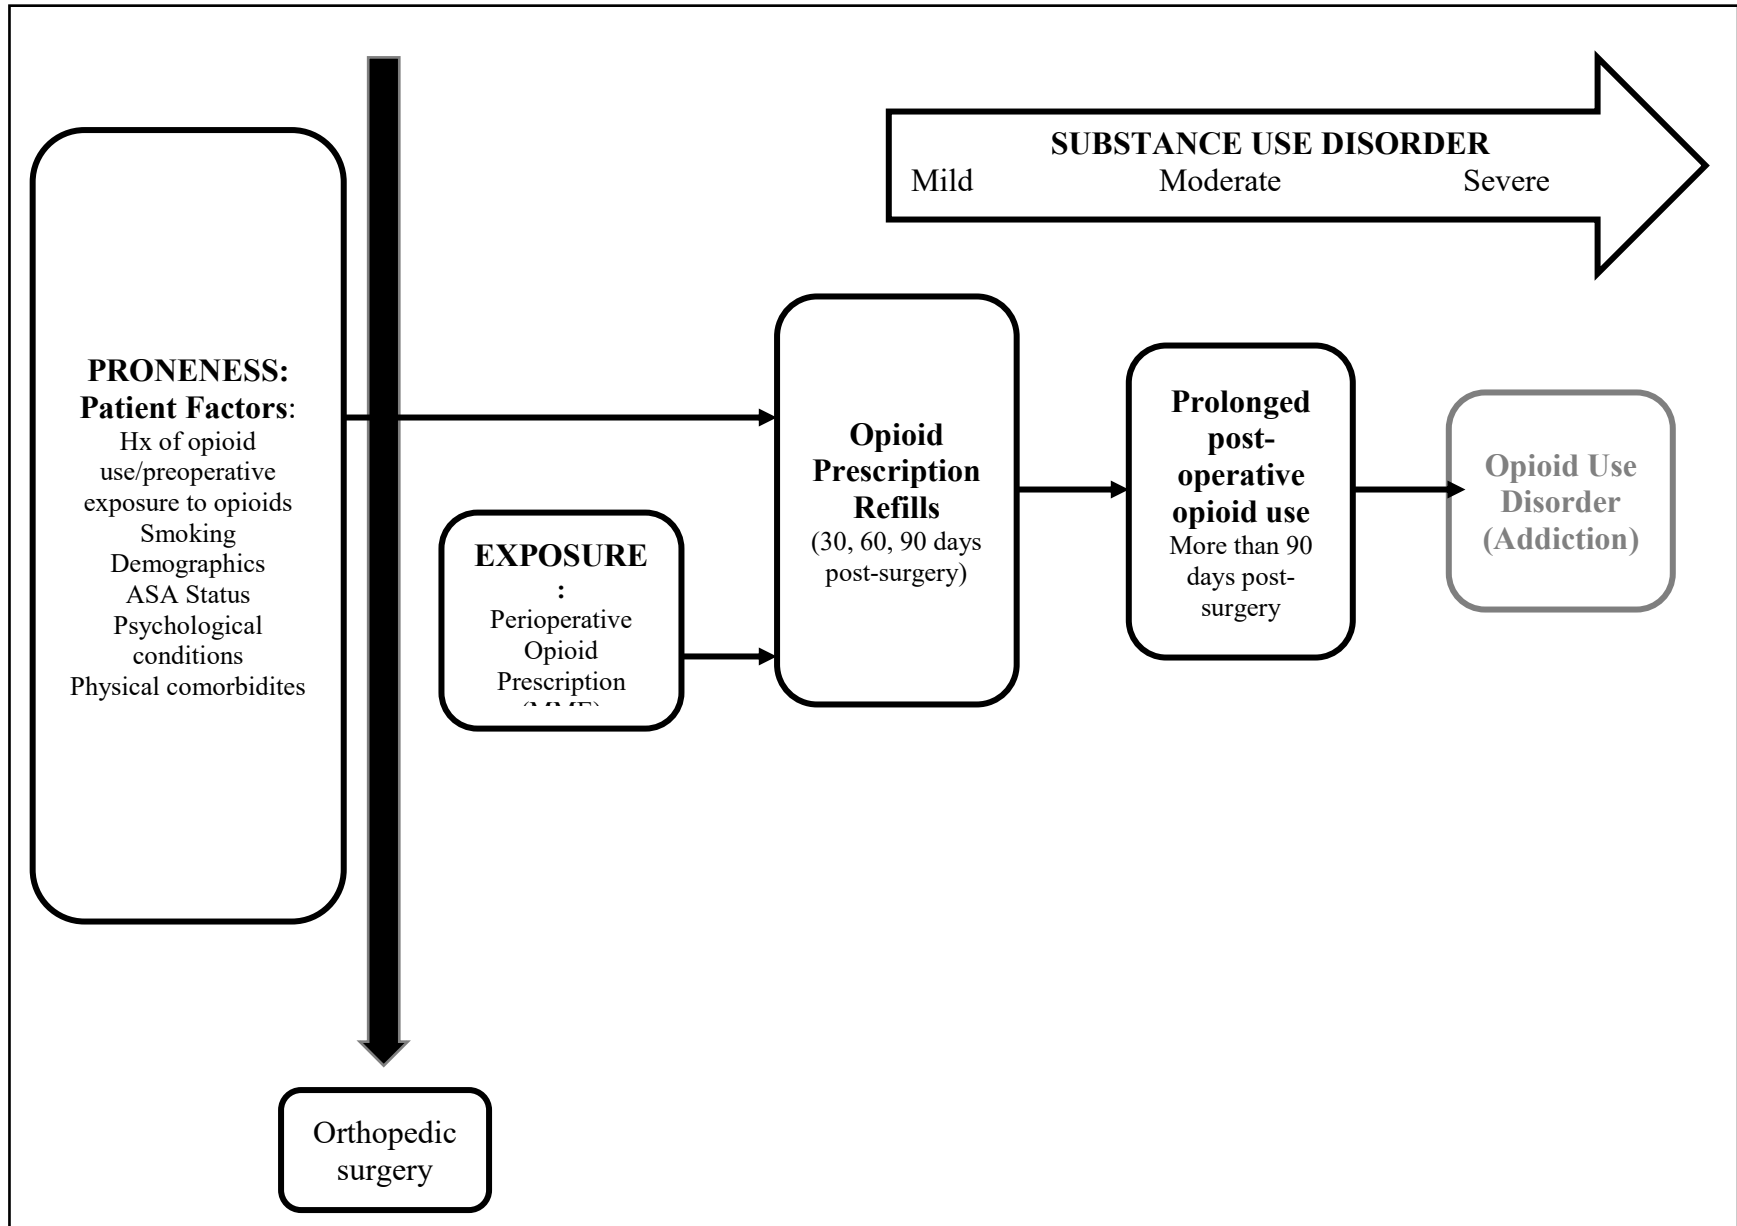 SUBSTANCE USE DISORDER
Mild Moderate Severe
PRONENESS:
Patient Factors:
Hx of opioid
use/preoperative
exposure to opioids
Smoking
Demographics
ASA Status
Psychological
conditions
Physical comorbidites
EXPOSURE
:
Perioperative
Opioid
Prescription
Opioid
Prescription
Refills
(30, 60, 90 days
post-surgery)
Prolonged
post-
operative
opioid use
More than 90
days post-
surgery
Opioid Use
Disorder
(Addiction)
Orthopedic
surgery